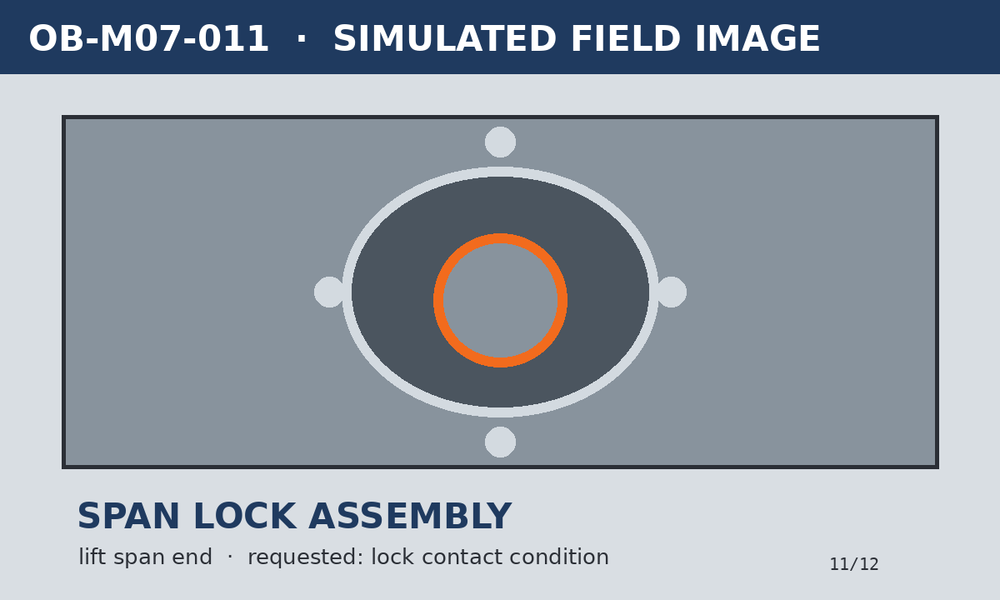 OB-M07-011 · SIMULATED FIELD IMAGE
SPAN LOCK ASSEMBLY
lift span end · requested: lock contact condition
11/12